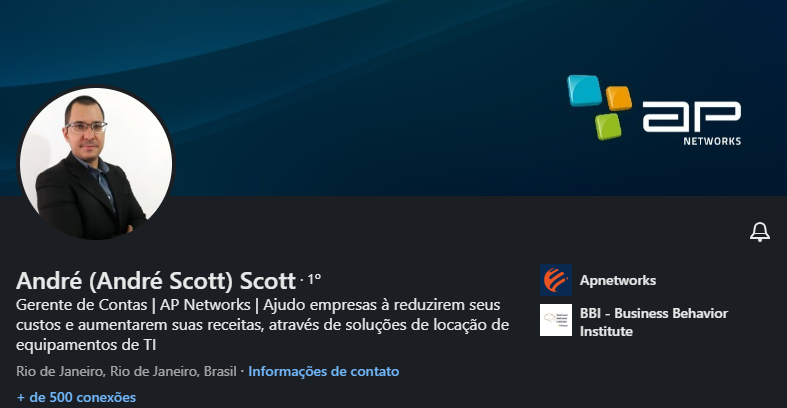 ap
NETWORKS
André (André Scott) Scott · 1º
Gerente de Contas | AP Networks | Ajudo empresas à reduzirem seus
custos e aumentarem suas receitas, através de soluções de locação de
equipamentos de TI
Rio de Janeiro, Rio de Janeiro, Brasil · Informações de contato
+ de 500 conexões
Apnetworks
BBI - Business Behavior
Institute